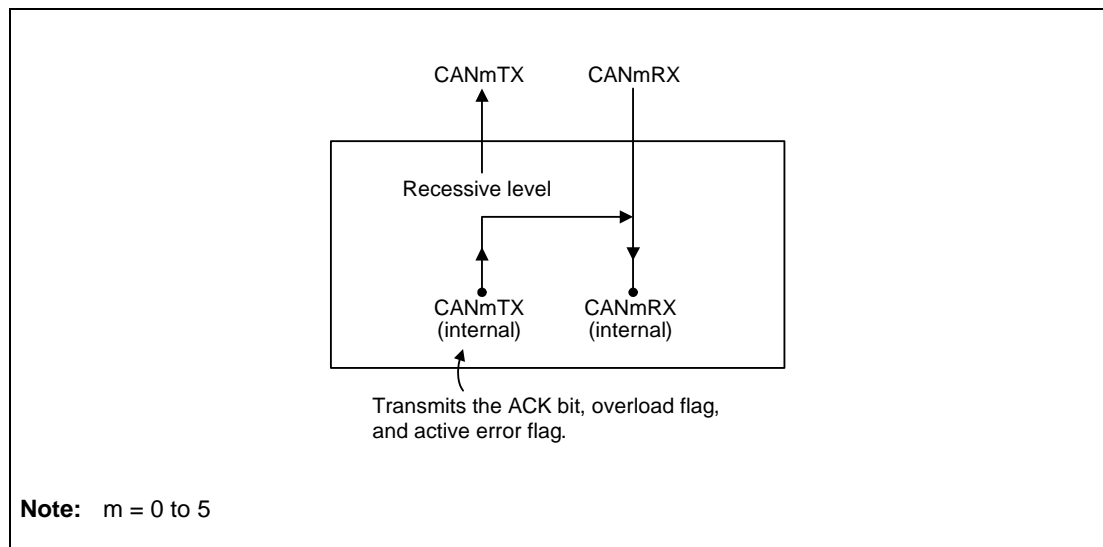 CANmTX CANmRX
Recessive level
CANmTX CANmRX
(internal) (internal)
Transmits the ACK bit, overload flag,
and active error flag.
Note: m = 0 to 5